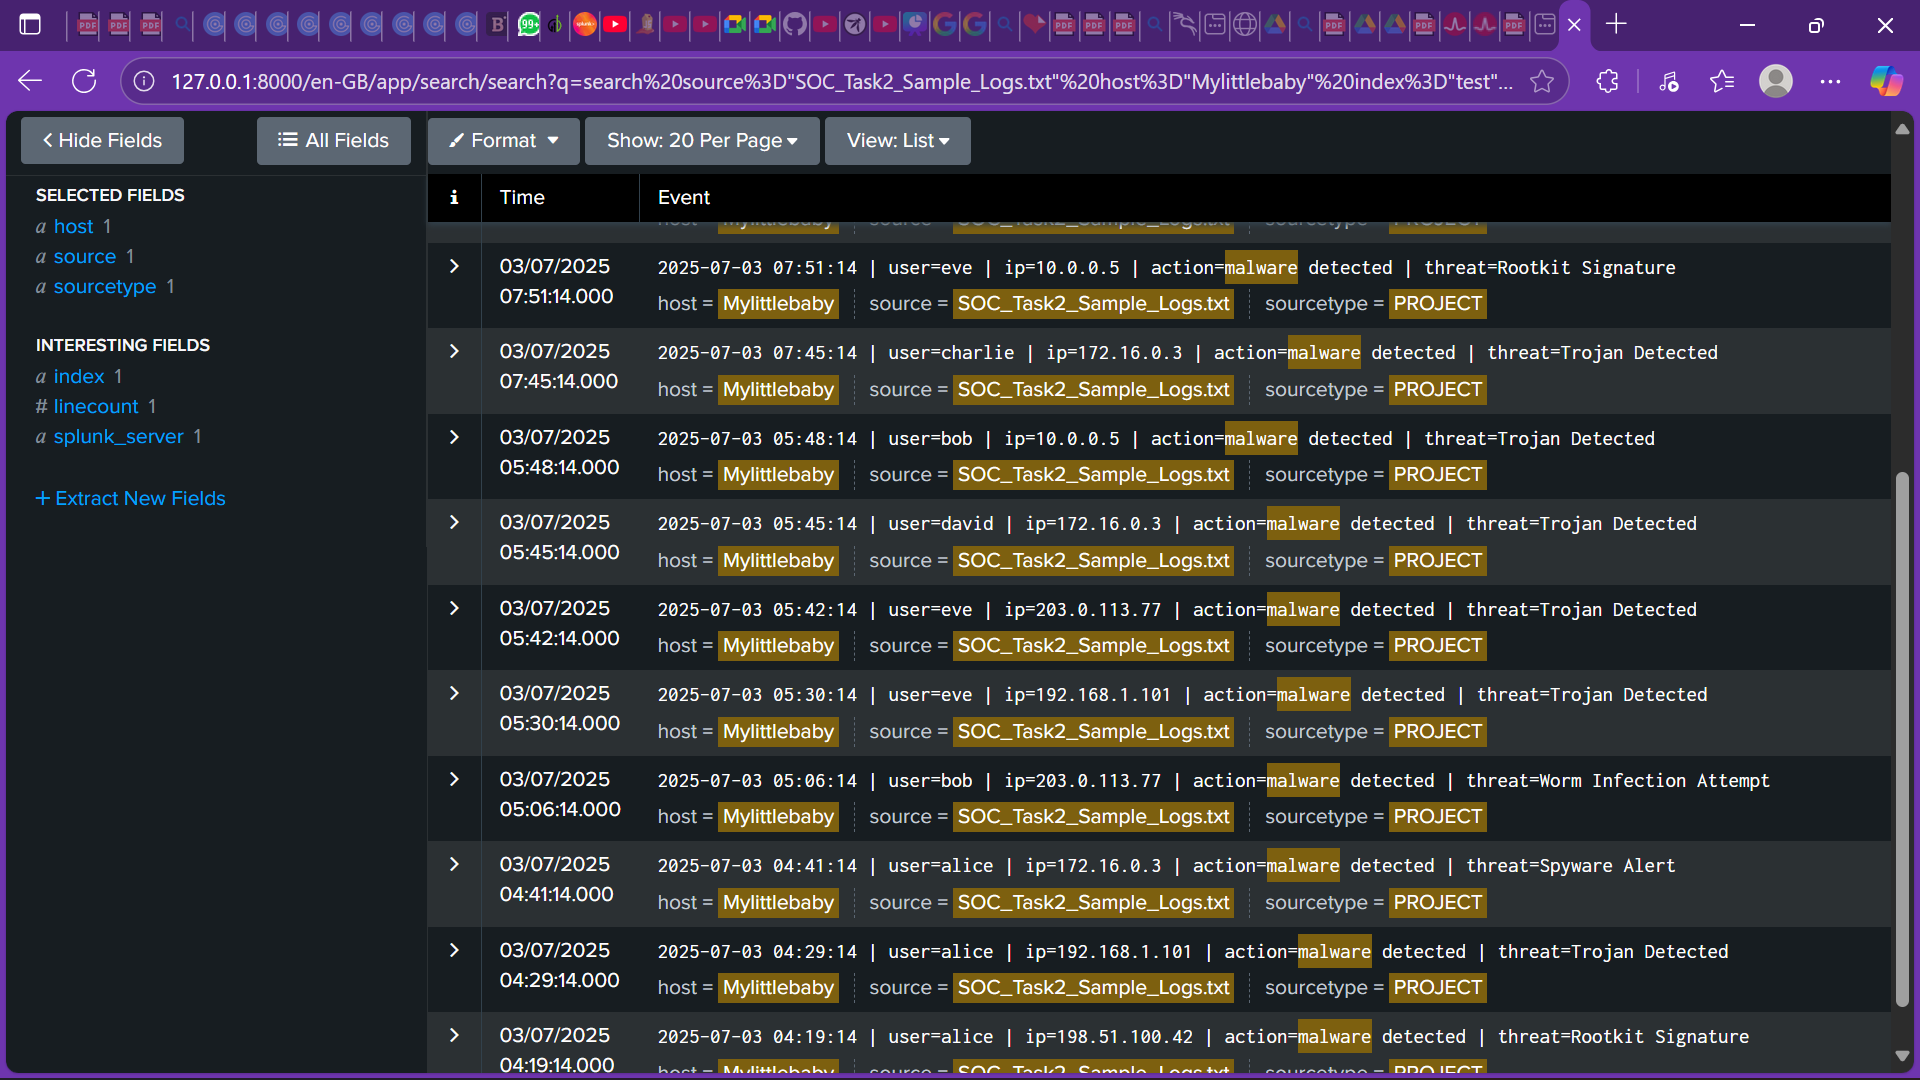 99+
127.0.0.1:8000/en-GB/app/search/search?q=search%20source%3D"SOC_Task2_Sample_Logs.txt"%20host%3D"Mylittlebaby"%20index%3D"test"...
Hide Fields
All Fields
Format
Show: 20 Per Page
View: List
SELECTED FIELDS
a host 1
a source 1
a sourcetype 1
INTERESTING FIELDS
a index 1
# linecount 1
a splunk_server 1
+ Extract New Fields
i Time Event
host = Mylittlebaby source = SOC_Task2_Sample_Logs.txt sourcetype = PROJECT
03/07/2025 07:51:14.000
2025-07-03 07:51:14 | user=eve | ip=10.0.0.5 | action=malware detected | threat=Rootkit Signature
host = Mylittlebaby source = SOC_Task2_Sample_Logs.txt sourcetype = PROJECT
03/07/2025 07:45:14.000
2025-07-03 07:45:14 | user=charlie | ip=172.16.0.3 | action=malware detected | threat=Trojan Detected
host = Mylittlebaby source = SOC_Task2_Sample_Logs.txt sourcetype = PROJECT
03/07/2025 05:48:14.000
2025-07-03 05:48:14 | user=bob | ip=10.0.0.5 | action=malware detected | threat=Trojan Detected
host = Mylittlebaby source = SOC_Task2_Sample_Logs.txt sourcetype = PROJECT
03/07/2025 05:45:14.000
2025-07-03 05:45:14 | user=david | ip=172.16.0.3 | action=malware detected | threat=Trojan Detected
host = Mylittlebaby source = SOC_Task2_Sample_Logs.txt sourcetype = PROJECT
03/07/2025 05:42:14.000
2025-07-03 05:42:14 | user=eve | ip=203.0.113.77 | action=malware detected | threat=Trojan Detected
host = Mylittlebaby source = SOC_Task2_Sample_Logs.txt sourcetype = PROJECT
03/07/2025 05:30:14.000
2025-07-03 05:30:14 | user=eve | ip=192.168.1.101 | action=malware detected | threat=Trojan Detected
host = Mylittlebaby source = SOC_Task2_Sample_Logs.txt sourcetype = PROJECT
03/07/2025 05:06:14.000
2025-07-03 05:06:14 | user=bob | ip=203.0.113.77 | action=malware detected | threat=Worm Infection Attempt
host = Mylittlebaby source = SOC_Task2_Sample_Logs.txt sourcetype = PROJECT
03/07/2025 04:41:14.000
2025-07-03 04:41:14 | user=alice | ip=172.16.0.3 | action=malware detected | threat=Spyware Alert
host = Mylittlebaby source = SOC_Task2_Sample_Logs.txt sourcetype = PROJECT
03/07/2025 04:29:14.000
2025-07-03 04:29:14 | user=alice | ip=192.168.1.101 | action=malware detected | threat=Trojan Detected
host = Mylittlebaby source = SOC_Task2_Sample_Logs.txt sourcetype = PROJECT
03/07/2025 04:19:14.000
2025-07-03 04:19:14 | user=alice | ip=198.51.100.42 | action=malware detected | threat=Rootkit Signature
host = Mylittlebaby source = SOC_Task2_Sample_Logs.txt sourcetype = PROJECT